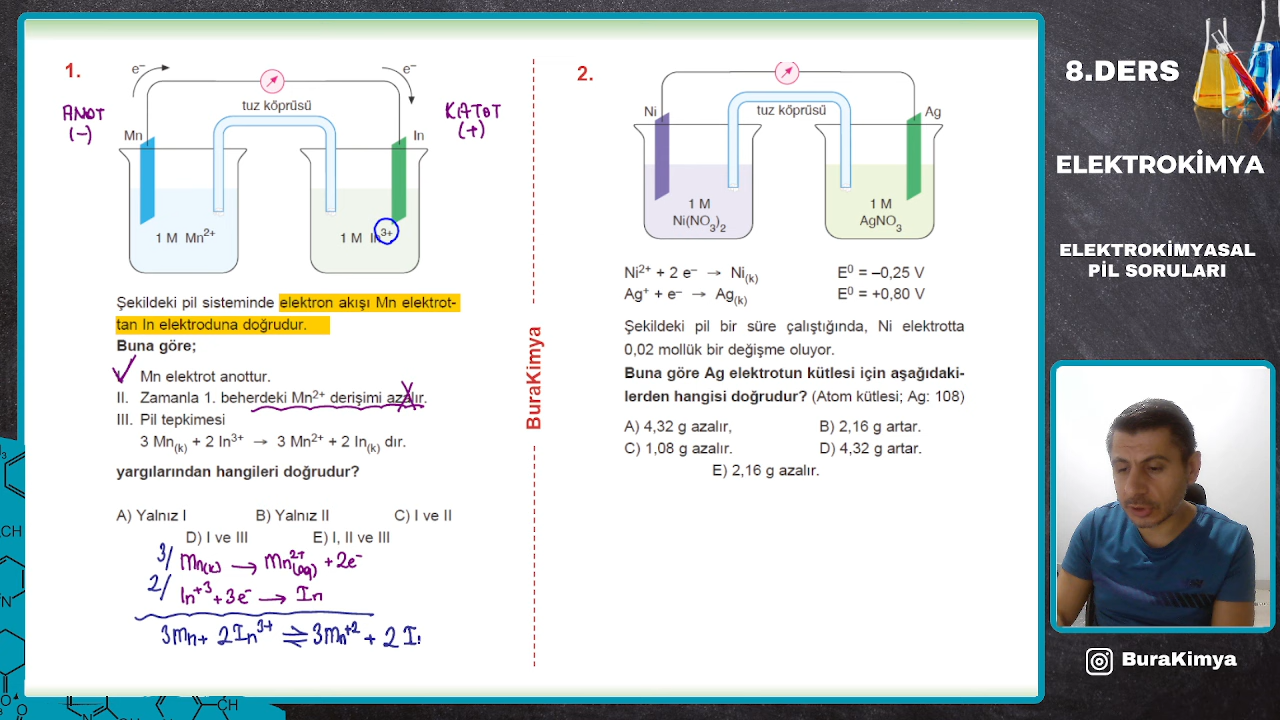 1.
e⁻
e⁻
ANOT
(−)
KATOT
(+)
tuz köprüsü
Mn
In
1 M Mn²⁺
1 M In³⁺
Şekildeki pil sisteminde elektron akışı Mn elektrot-
tan In elektroduna doğrudur.
Buna göre;
Mn elektrot anottur.
II. Zamanla 1. beherdeki Mn²⁺ derişimi azalır.
III. Pil tepkimesi
3 Mn(k) + 2 In³⁺ → 3 Mn²⁺ + 2 In(k) dır.
yargılarından hangileri doğrudur?
A) Yalnız I B) Yalnız II C) I ve II
D) I ve III E) I, II ve III
3/ Mn(k) → Mn²⁺(aq) + 2e⁻
2/ In⁺³ + 3e⁻ → In
3Mn + 2In³⁺ ⇌ 3Mn⁺² + 2 I
BuraKimya
2.
tuz köprüsü
Ni
Ag
1 M
Ni(NO₃)₂
1 M
AgNO₃
Ni²⁺ + 2 e⁻ → Ni(k) E⁰ = –0,25 V
Ag⁺ + e⁻ → Ag(k) E⁰ = +0,80 V
Şekildeki pil bir süre çalıştığında, Ni elektrotta
0,02 mollük bir değişme oluyor.
Buna göre Ag elektrotun kütlesi için aşağıdaki-
lerden hangisi doğrudur? (Atom kütlesi; Ag: 108)
A) 4,32 g azalır, B) 2,16 g artar.
C) 1,08 g azalır. D) 4,32 g artar.
E) 2,16 g azalır.
8.DERS
ELEKTROKİMYA
ELEKTROKİMYASAL
PİL SORULARI
BuraKimya
CH
N
O
CH